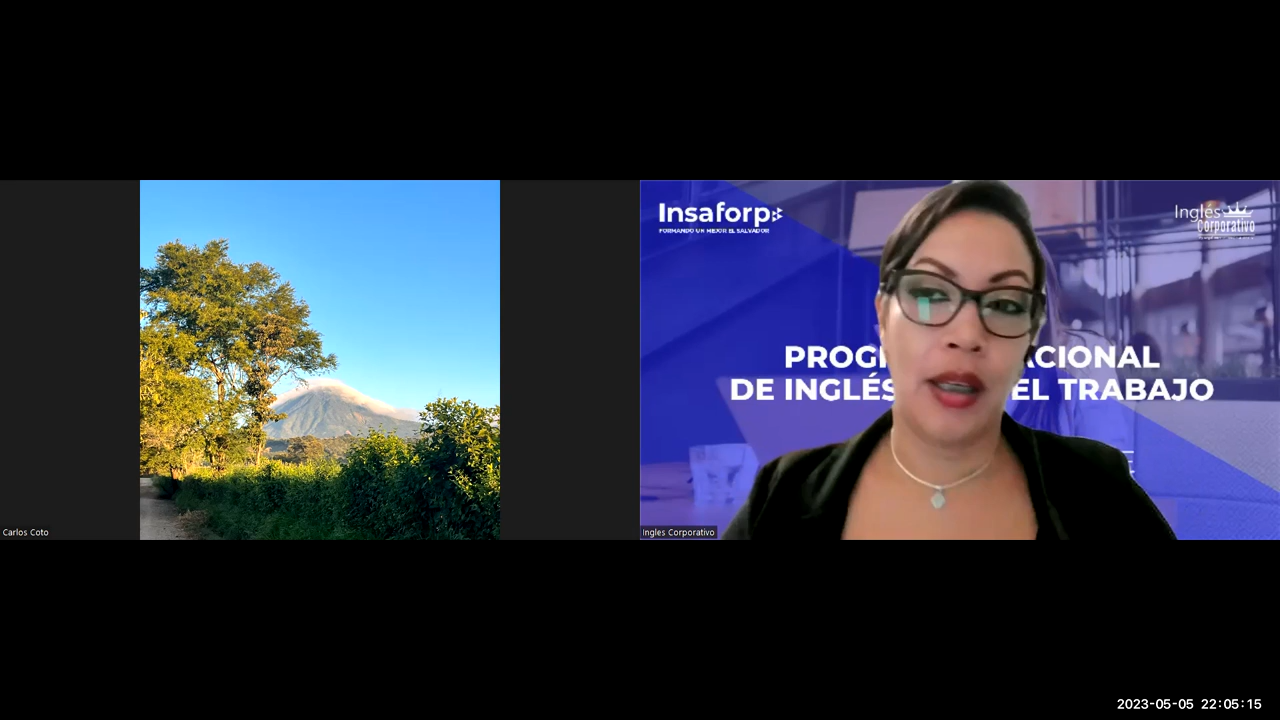 Insaforp
FORMANDO UN MEJOR EL SALVADOR
Inglés
Corporativo
PROG ACIONAL
DE INGLÉS EL TRABAJO
Carlos Coto
Ingles Corporativo
2023-05-05 22:05:15